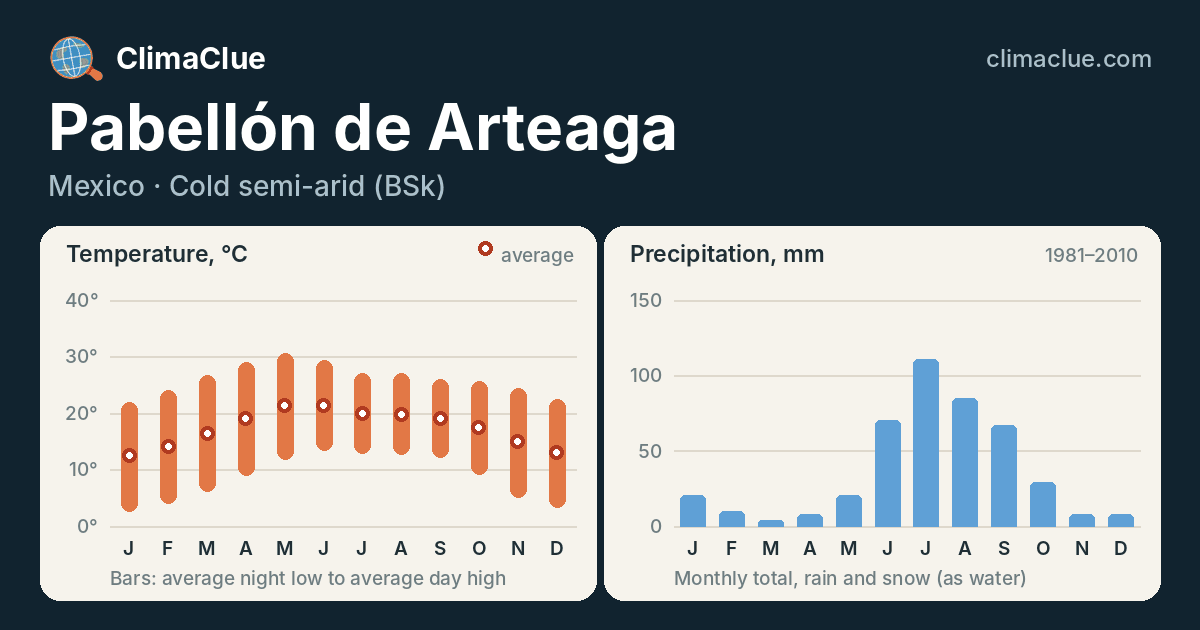 ClimaClue
climaclue.com
Pabellón de Arteaga
Mexico · Cold semi-arid (BSk)
Temperature, °C
average
40°
30°
20°
10°
0°
J F M A M J J A S O N D
Bars: average night low to average day high
Precipitation, mm
1981–2010
150
100
50
0
J F M A M J J A S O N D
Monthly total, rain and snow (as water)